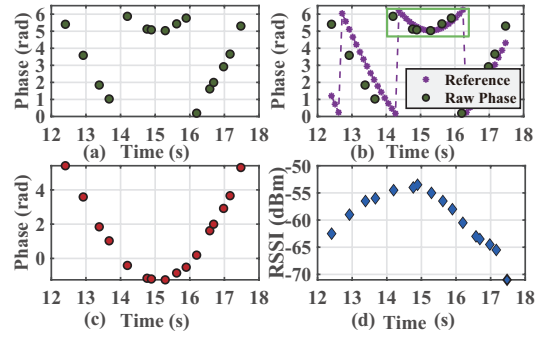 6
5
4
3
2
1
0
Phase (rad)
12 13 14 15 16 17 18
(a) Time (s)
6
5
4
3
2
1
0
Phase (rad)
Reference
Raw Phase
12 13 14 15 16 17 18
(b) Time (s)
4
0
Phase (rad)
12 13 14 15 16 17 18
(c) Time (s)
-50
-55
-60
-65
-70
RSSI (dBm)
12 13 14 15 16 17 18
(d) Time (s)